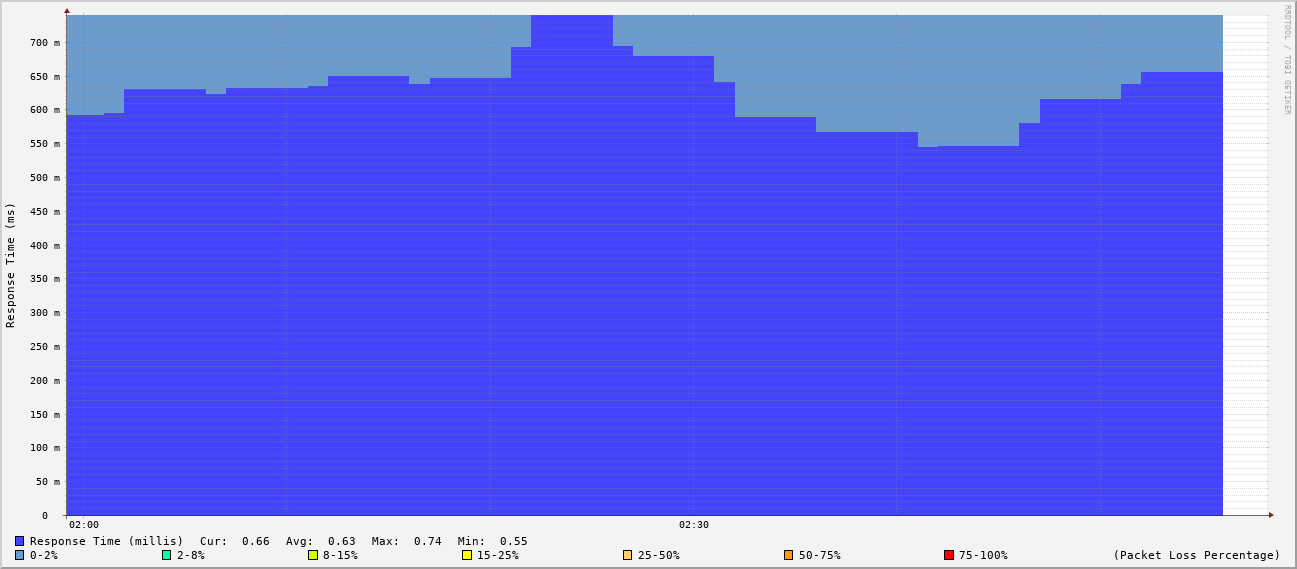 RRDTOOL / TOBI OETIKER
Response Time (ms)
700 m
650 m
600 m
550 m
500 m
450 m
400 m
350 m
300 m
250 m
200 m
150 m
100 m
50 m
0
02:00 02:30
Response Time (millis) Cur: 0.66 Avg: 0.63 Max: 0.74 Min: 0.55
0-2% 2-8% 8-15% 15-25% 25-50% 50-75% 75-100% (Packet Loss Percentage)